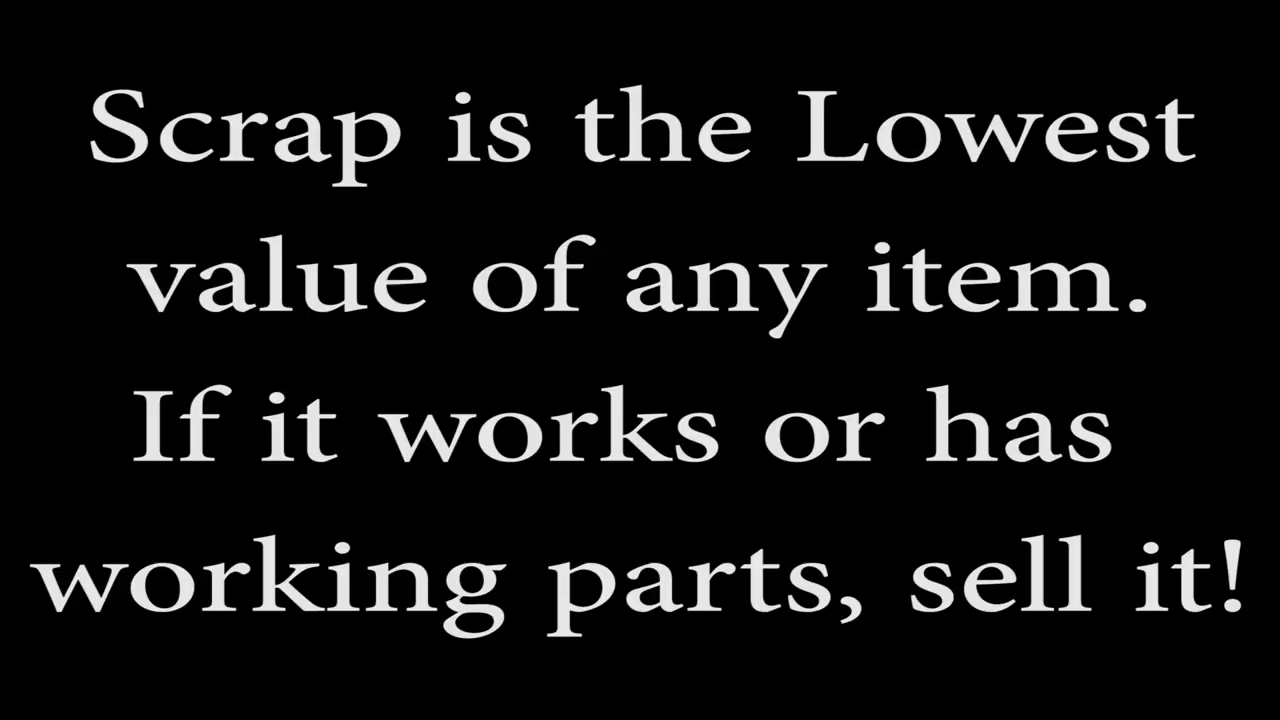 Scrap is the Lowest
value of any item.
If it works or has
working parts, sell it!